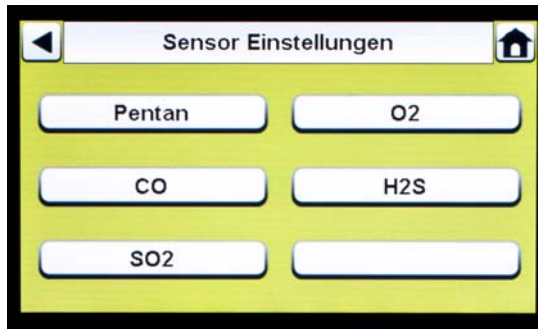 Sensor Einstellungen
Pentan
O2
CO
H2S
SO2